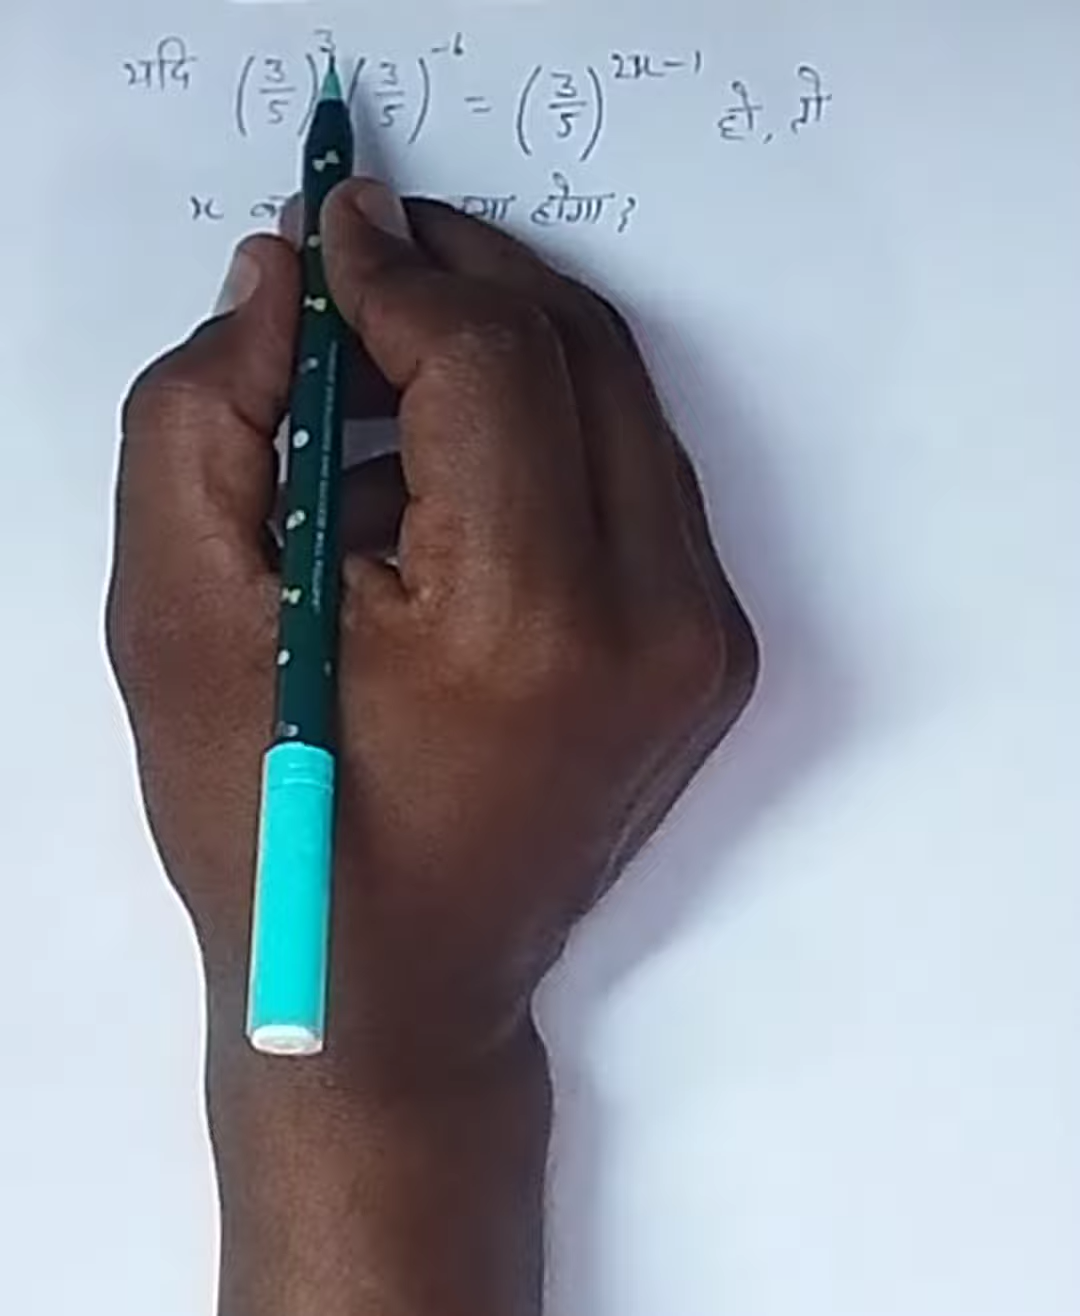 यदि (3/5)^3 (3/5)^-6 = (3/5)^2x-1 हो, तो
x होगा?